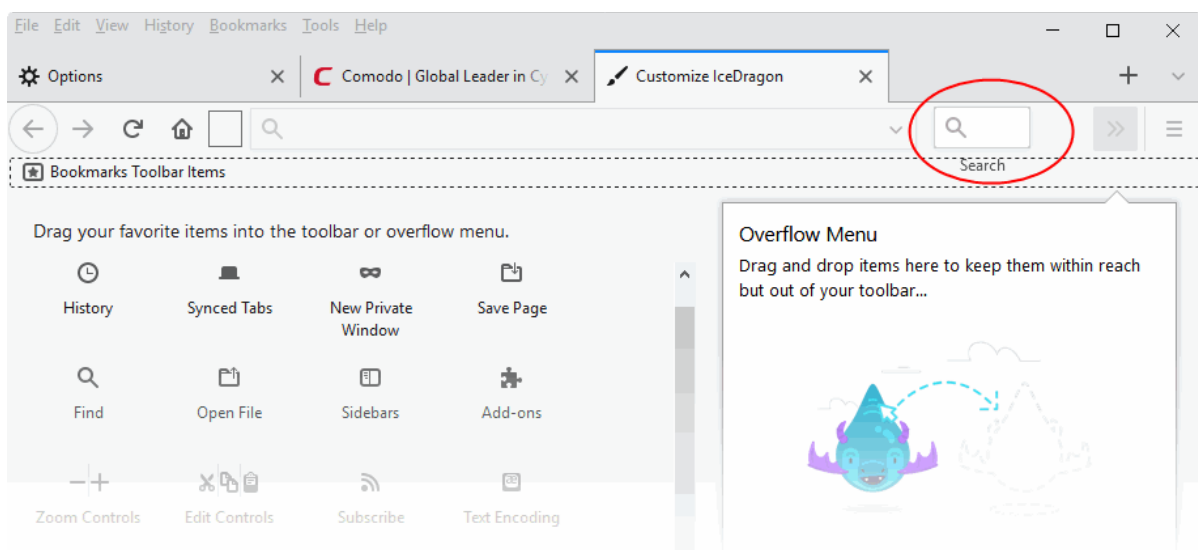 File Edit View History Bookmarks Tools Help
Options
Comodo | Global Leader in Cy
Customize IceDragon
Search
Bookmarks Toolbar Items
Drag your favorite items into the toolbar or overflow menu.
History Synced Tabs New Private Window Save Page
Find Open File Sidebars Add-ons
Zoom Controls Edit Controls Subscribe Text Encoding
Overflow Menu
Drag and drop items here to keep them within reach
but out of your toolbar...